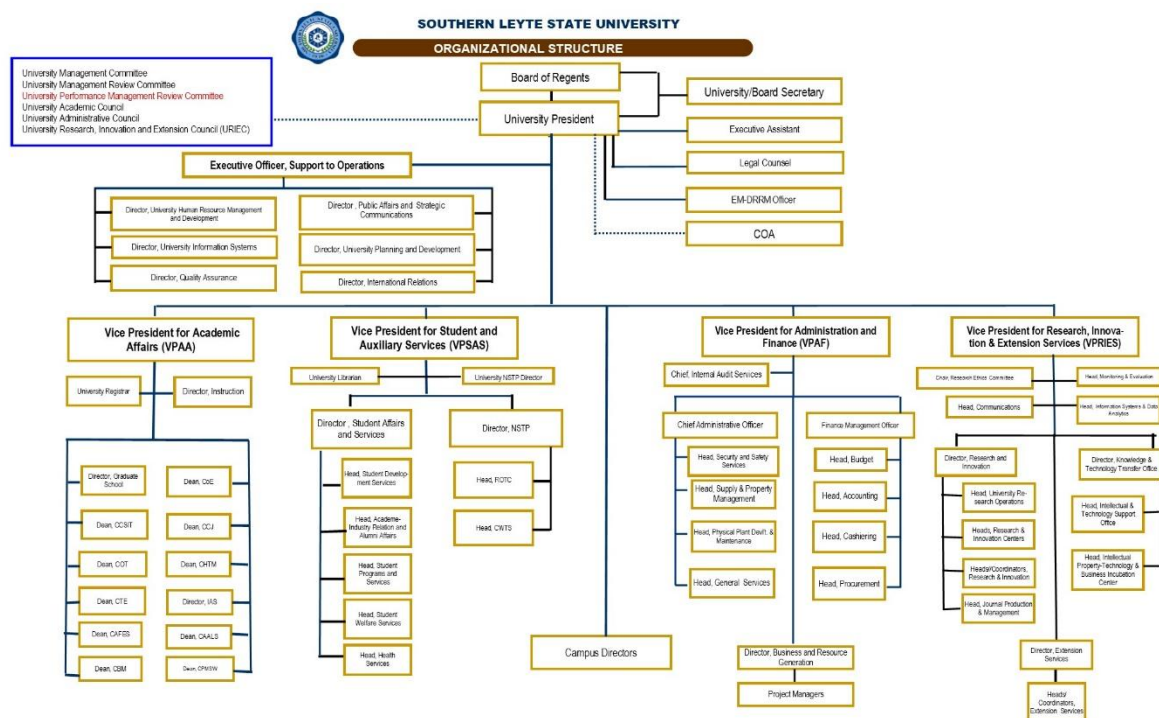 SOUTHERN LEYTE STATE UNIVERSITY
ORGANIZATIONAL STRUCTURE
University Management Committee
University Management Review Committee
University Performance Management Review Committee
University Academic Council
University Administrative Council
University Research, Innovation and Extension Council (URIEC)
Board of Regents
University/Board Secretary
University President
Executive Assistant
Legal Counsel
EM-DRRM Officer
COA
Executive Officer, Support to Operations
Director, University Human Resource Management
and Development
Director , Public Affairs and Strategic
Communications
Director, University Information Systems
Director, University Planning and Development
Director, Quality Assurance
Director, International Relations
Vice President for Academic
Affairs (VPAA)
University Registrar
Director, Instruction
Director, Graduate
School
Dean, CoE
Dean, CCSIT
Dean, CCJ
Dean, COT
Dean, CHTM
Dean, CTE
Director, IAS
Dean, CAFES
Dean, CAALS
Dean, CBM
Dean, CPMSW
Vice President for Student and
Auxiliary Services (VPSAS)
University Librarian
University NSTP Director
Director , Student Affairs
and Services
Director, NSTP
Head, Student Develop-
ment Services
Head, ROTC
Head, Academe-
Industry Relation and
Alumni Affairs
Head, CWTS
Head, Student
Programs and
Services
Head, Student
Welfare Services
Head, Health
Services
Campus Directors
Vice President for Administration and
Finance (VPAF)
Chief, Internal Audit Services
Chief Administrative Officer
Finance Management Officer
Head, Security and Safety
Services
Head, Budget
Head, Supply & Property
Management
Head, Accounting
Head, Physical Plant Dev't. &
Maintenance
Head, Cashiering
Head, General Services
Head, Procurement
Director, Business and Resource
Generation
Project Managers
Vice President for Research, Innova-
tion & Extension Services (VPRIES)
Chair, Research Ethics Committee
Head, Monitoring & Evaluation
Head, Communications
Head, Information Systems & Data
Analytics
Director, Research and
Innovation
Director, Knowledge &
Technology Transfer Office
Head, University Re-
search Operations
Head, Intellectual &
Technology Support
Office
Heads, Research &
Innovation Centers
Heads/Coordinators,
Research & Innovation
Head, Intellectual
Property-Technology &
Business Incubation
Center
Head, Journal Production
& Management
Director, Extension
Services
Heads/
Coordinators,
Extension Services